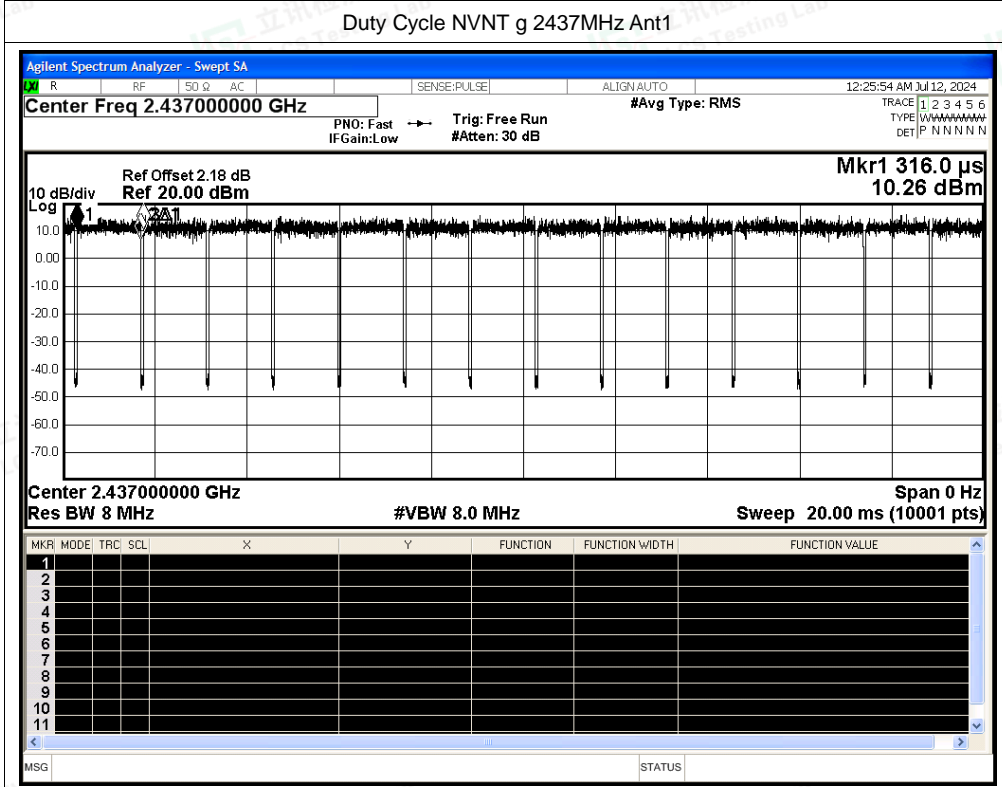 Duty Cycle NVNT g 2437MHz Ant1
Agilent Spectrum Analyzer - Swept SA
LXI R RF 50 Ω AC SENSE:PULSE ALIGN AUTO 12:25:54 AM Jul 12, 2024
Center Freq 2.437000000 GHz #Avg Type: RMS TRACE 1 2 3 4 5 6
PNO: Fast Trig: Free Run TYPE W
IFGain:Low #Atten: 30 dB DET P N N N N N
Mkr1 316.0 µs
Ref Offset 2.18 dB
10 dB/div Ref 20.00 dBm 10.26 dBm
Log
1
10.0
0.00
-10.0
-20.0
-30.0
-40.0
-50.0
-60.0
-70.0
Center 2.437000000 GHz Span 0 Hz
Res BW 8 MHz #VBW 8.0 MHz Sweep 20.00 ms (10001 pts)
MKR MODE TRC SCL X Y FUNCTION FUNCTION WIDTH FUNCTION VALUE
1
2
3
4
5
6
7
8
9
10
11
MSG STATUS